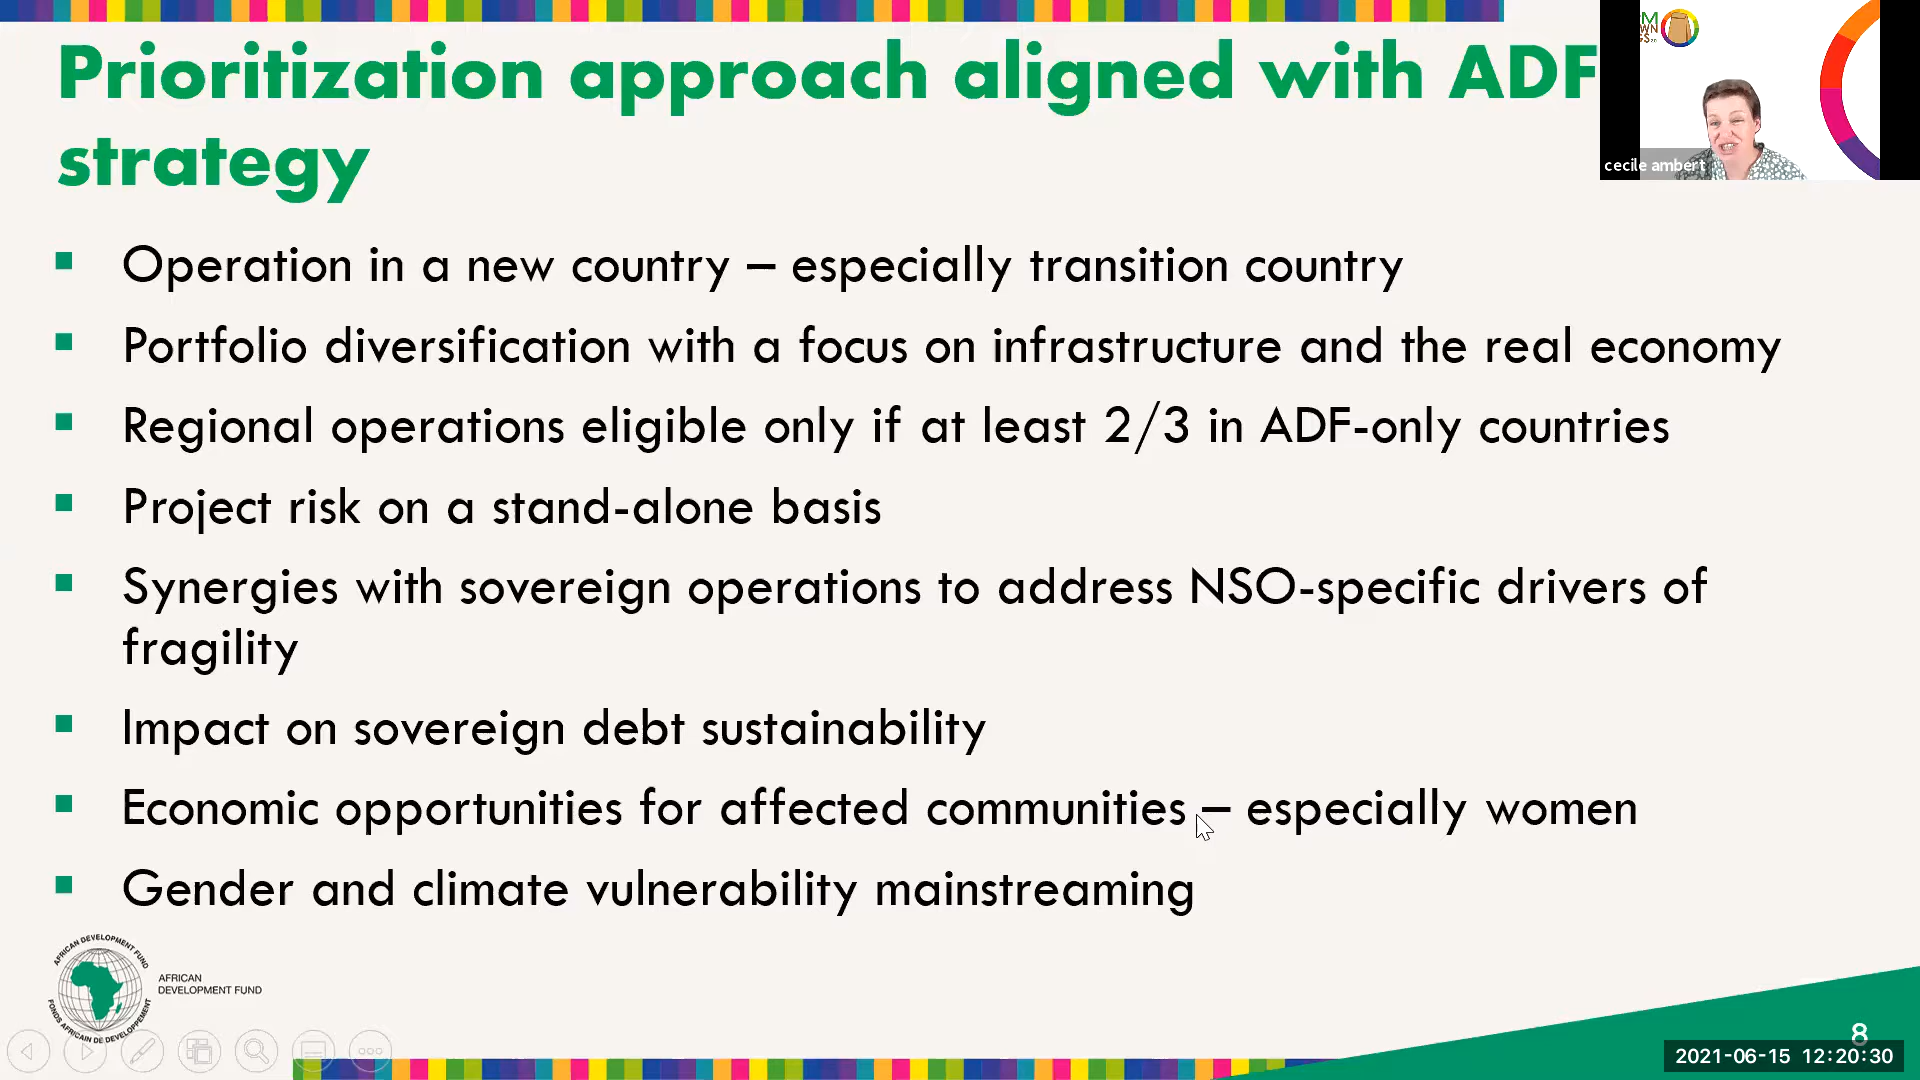 Prioritization approach aligned with ADF
strategy
cecile ambert
Operation in a new country – especially transition country
Portfolio diversification with a focus on infrastructure and the real economy
Regional operations eligible only if at least 2/3 in ADF-only countries
Project risk on a stand-alone basis
Synergies with sovereign operations to address NSO-specific drivers of
fragility
Impact on sovereign debt sustainability
Economic opportunities for affected communities – especially women
Gender and climate vulnerability mainstreaming
AFRICAN DEVELOPMENT FUND
FONDS AFRICAIN DE DEVELOPPEMENT
AFRICAN
DEVELOPMENT FUND
8
2021-06-15 12:20:30